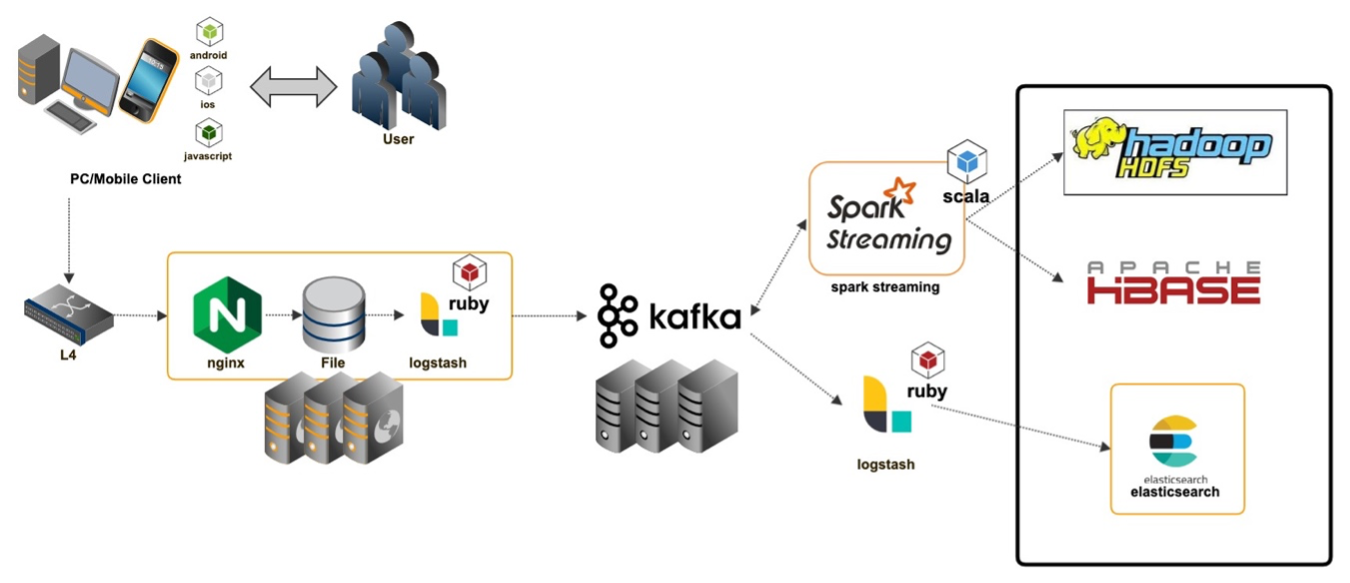 android
ios
javascript
PC/Mobile Client
User
L4
N
nginx
File
ruby
logstash
kafka
Spark
Streaming
scala
spark streaming
ruby
logstash
hadoop
HDFS
APACHE
HBASE
elasticsearch
elasticsearch